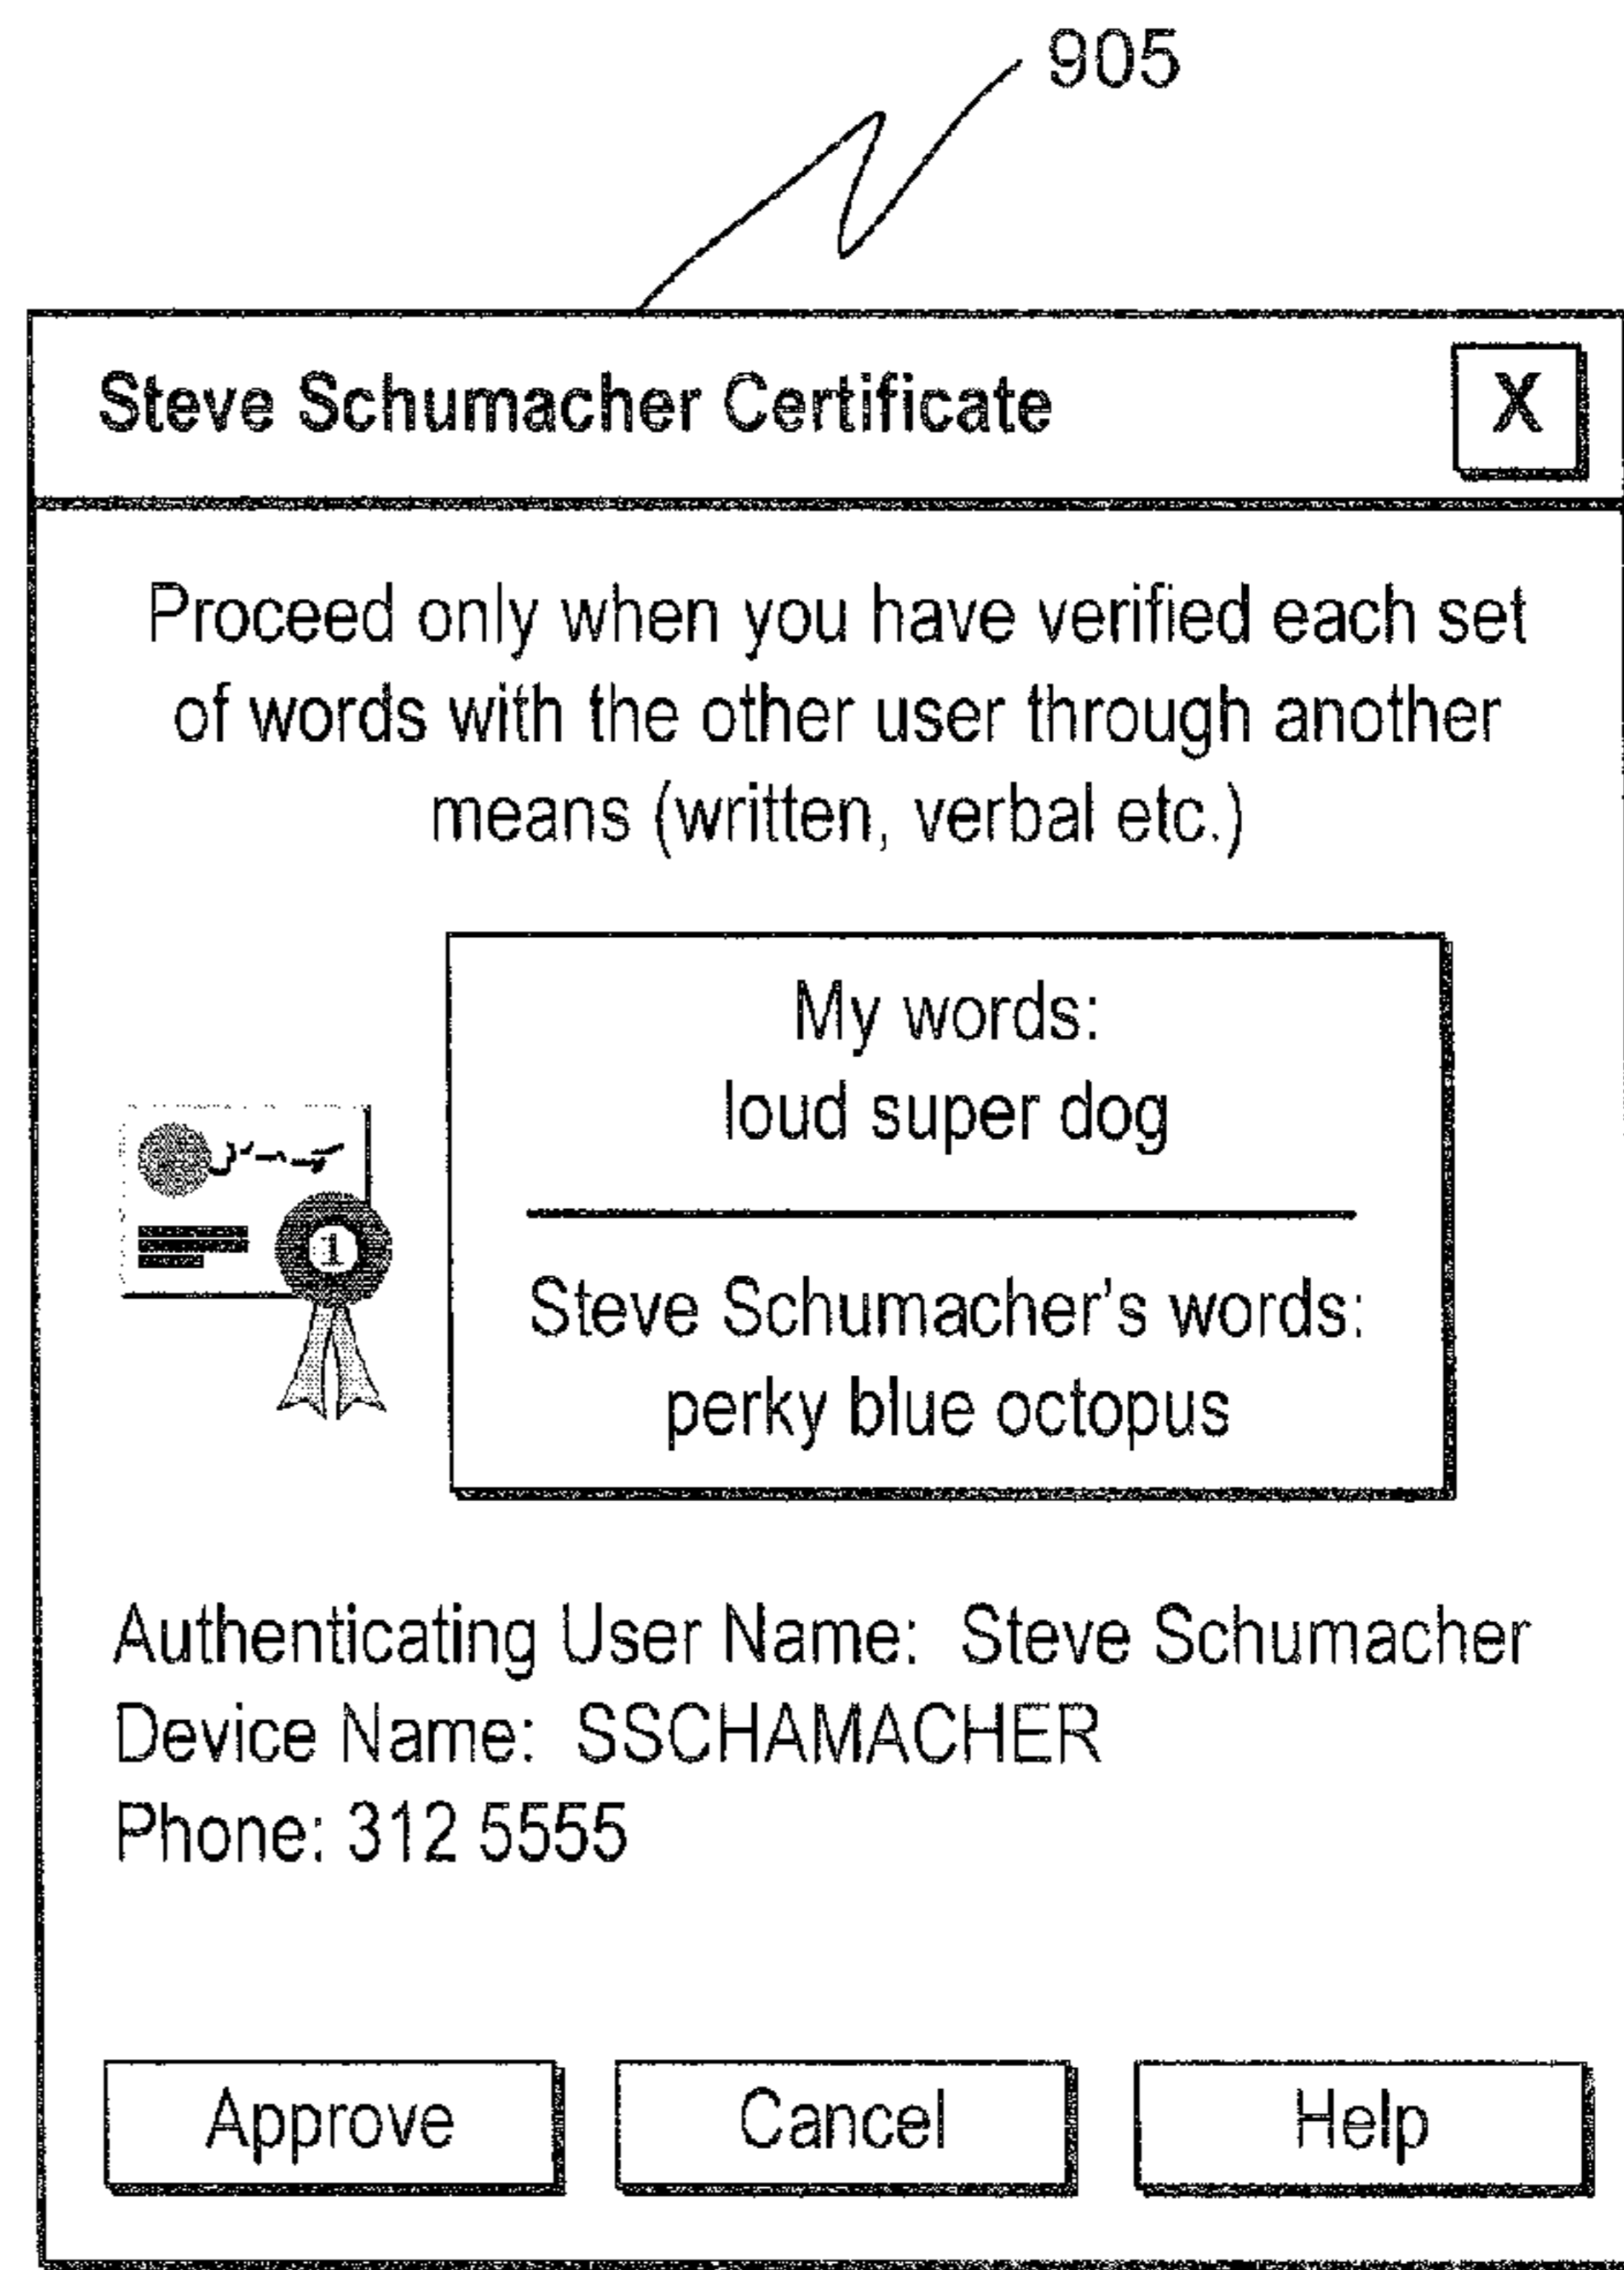 905
Steve Schumacher Certificate X
Proceed only when you have verified each set
of words with the other user through another
means (written, verbal etc.)
My words:
loud super dog
1
Steve Schumacher's words:
perky blue octopus
Authenticating User Name: Steve Schumacher
Device Name: SSCHAMACHER
Phone: 312 5555
Approve Cancel Help